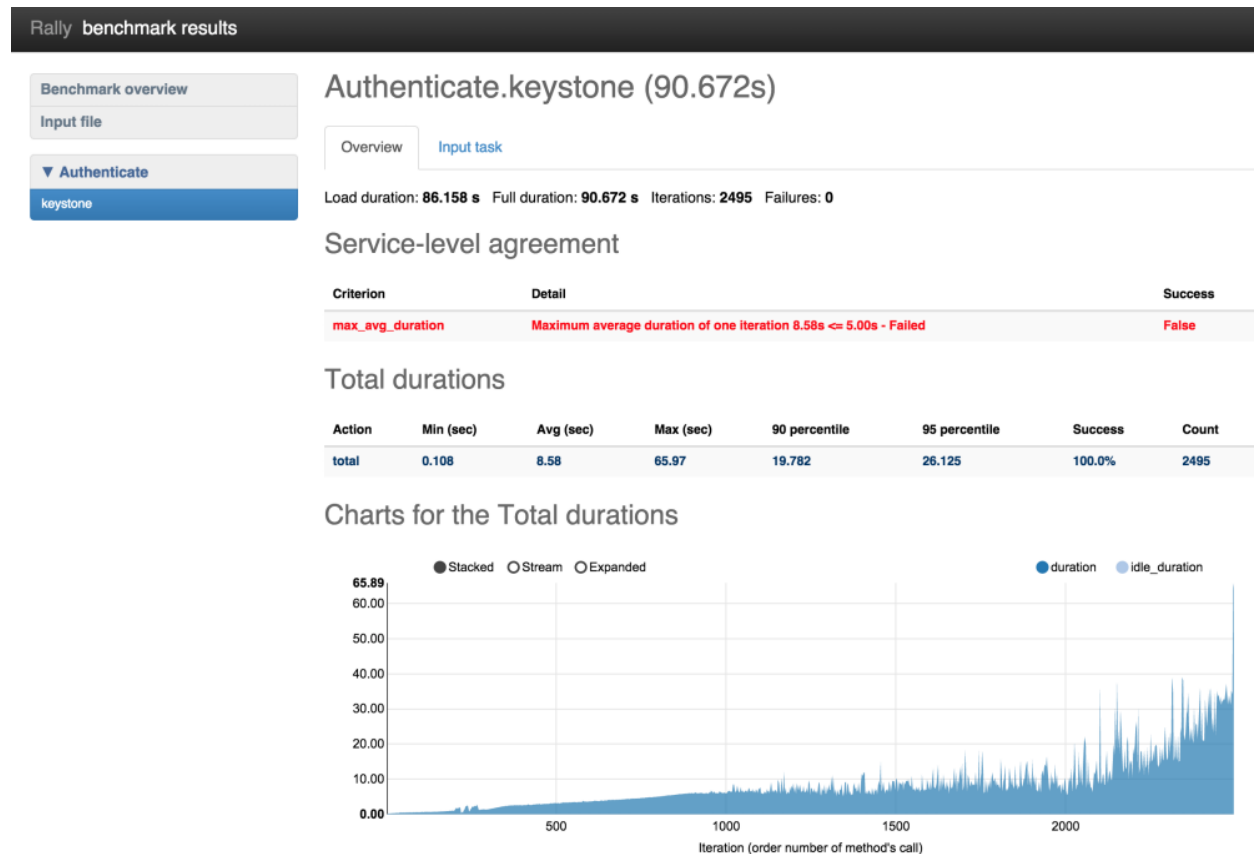 Rally benchmark results
Benchmark overview
Input file
▼ Authenticate
keystone
Authenticate.keystone (90.672s)
Overview Input task
Load duration: 86.158 s Full duration: 90.672 s Iterations: 2495 Failures: 0
Service-level agreement
Criterion Detail Success
max_avg_duration Maximum average duration of one iteration 8.58s <= 5.00s - Failed False
Total durations
Action Min (sec) Avg (sec) Max (sec) 90 percentile 95 percentile Success Count
total 0.108 8.58 65.97 19.782 26.125 100.0% 2495
Charts for the Total durations
Stacked Stream Expanded duration idle_duration
65.89
60.00
50.00
40.00
30.00
20.00
10.00
0.00
500 1000 1500 2000
Iteration (order number of method's call)